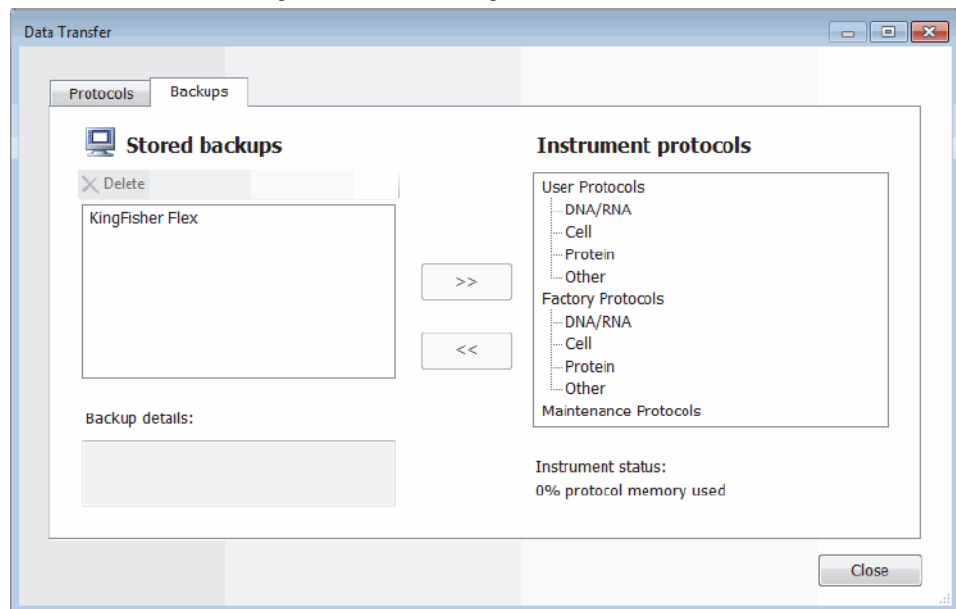 Data Transfer
Protocols
Backups
Stored backups
Delete
KingFisher Flex
Backup details:
>>
<<
Instrument protocols
User Protocols
DNA/RNA
Cell
Protein
Other
Factory Protocols
DNA/RNA
Cell
Protein
Other
Maintenance Protocols
Instrument status:
0% protocol memory used
Close